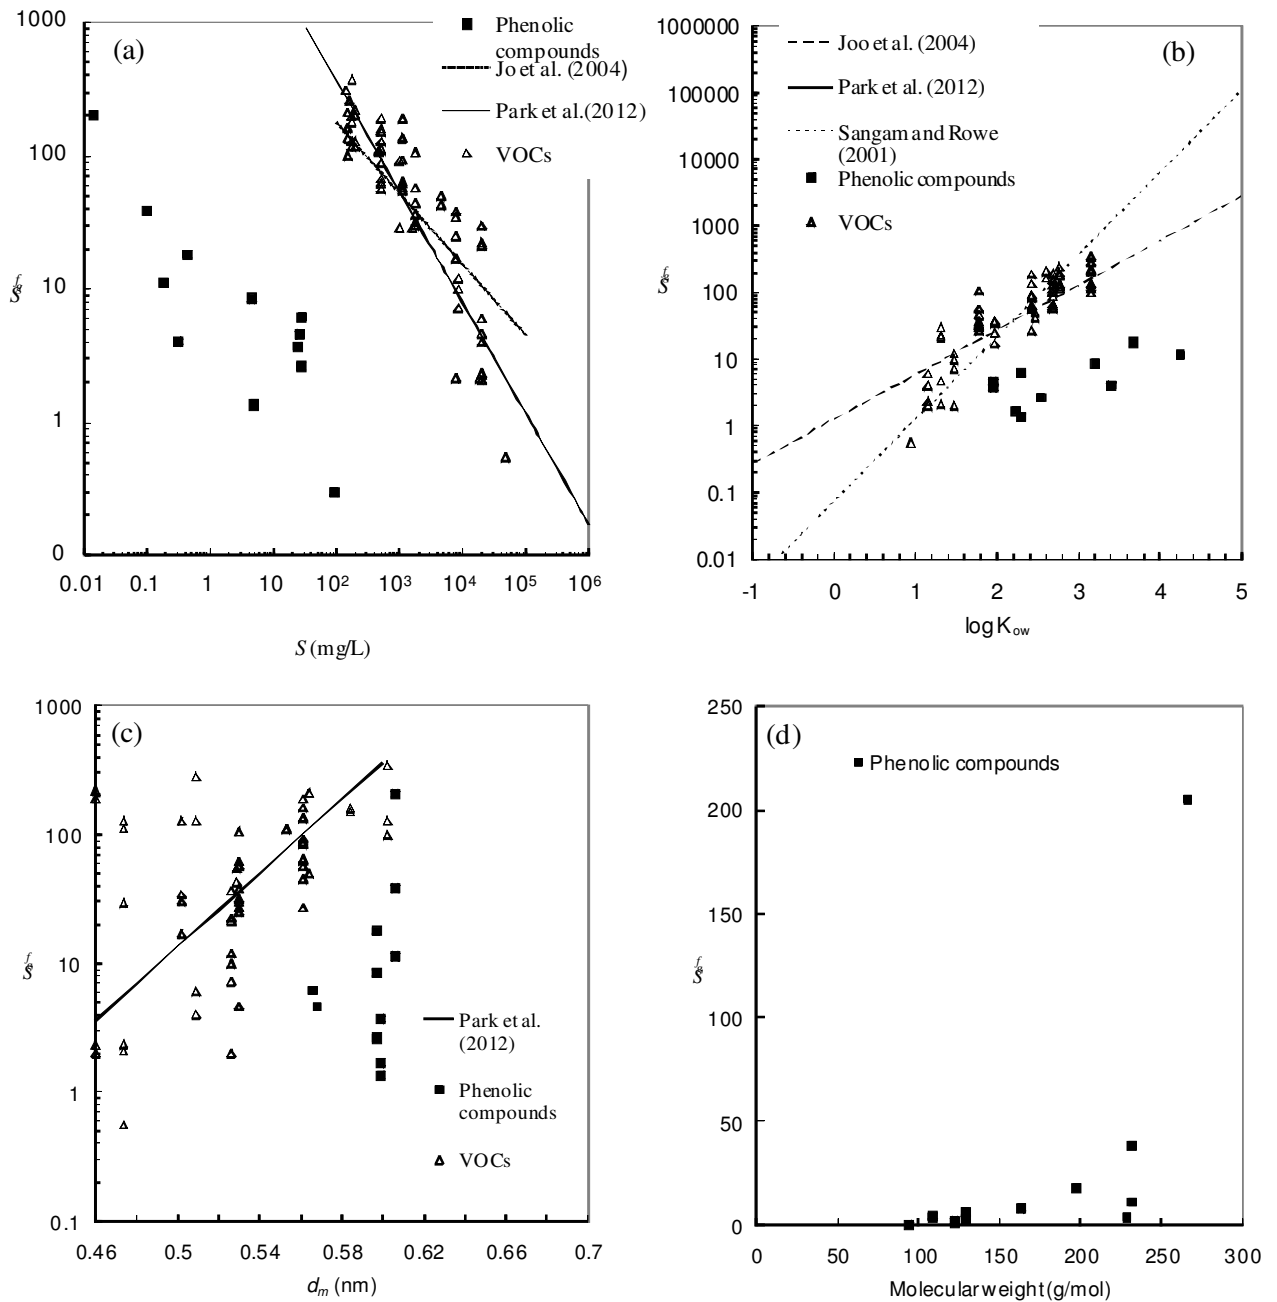 (a)
Phenolic
compounds
Jo et al. (2004)
Park et al.(2012)
VOCs
1000
100
10
1
0
0.01 0.1 1 10 10² 10³ 10⁴ 10⁵ 10⁶
S (mg/L)
(b)
Joo et al. (2004)
Park et al. (2012)
Sangam and Rowe
(2001)
Phenolic compounds
VOCs
1000000
100000
10000
1000
100
10
1
0.1
0.01
-1 0 1 2 3 4 5
log Kow
(c)
1000
100
10
1
0.1
Park et al.
(2012)
Phenolic
compounds
VOCs
0.46 0.5 0.54 0.58 0.62 0.66 0.7
dm (nm)
(d)
Phenolic compounds
250
200
150
100
50
0
0 50 100 150 200 250 300
Molecular weight (g/mol)